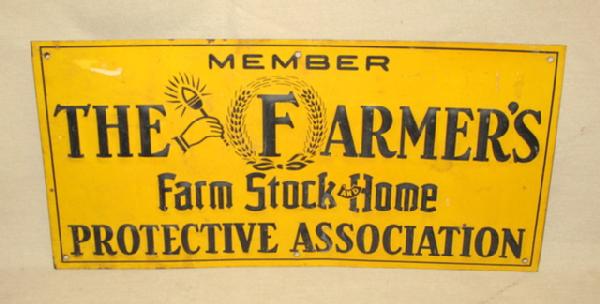 MEMBER
THE FARMER'S
Farm Stock AND Home
PROTECTIVE ASSOCIATION